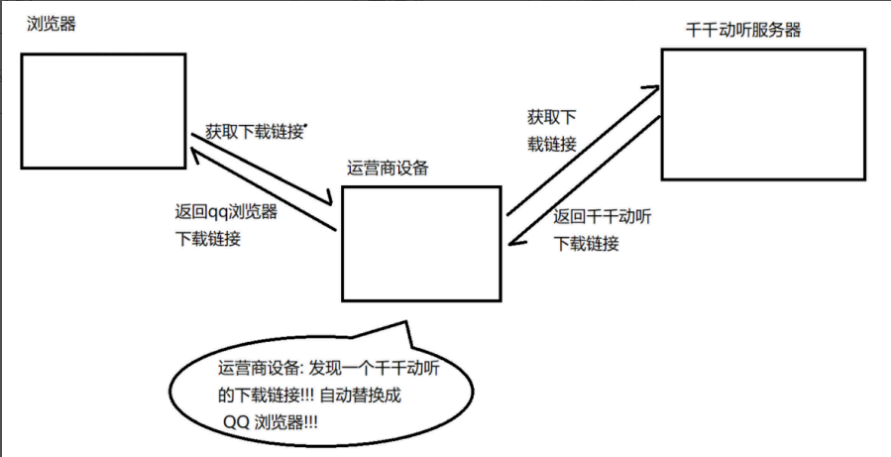 浏览器
千千动听服务器
获取下载链接
获取下
载链接
运营商设备
返回qq浏览器
下载链接
返回千千动听
下载链接
运营商设备: 发现一个千千动听
的下载链接!!! 自动替换成
QQ 浏览器!!!